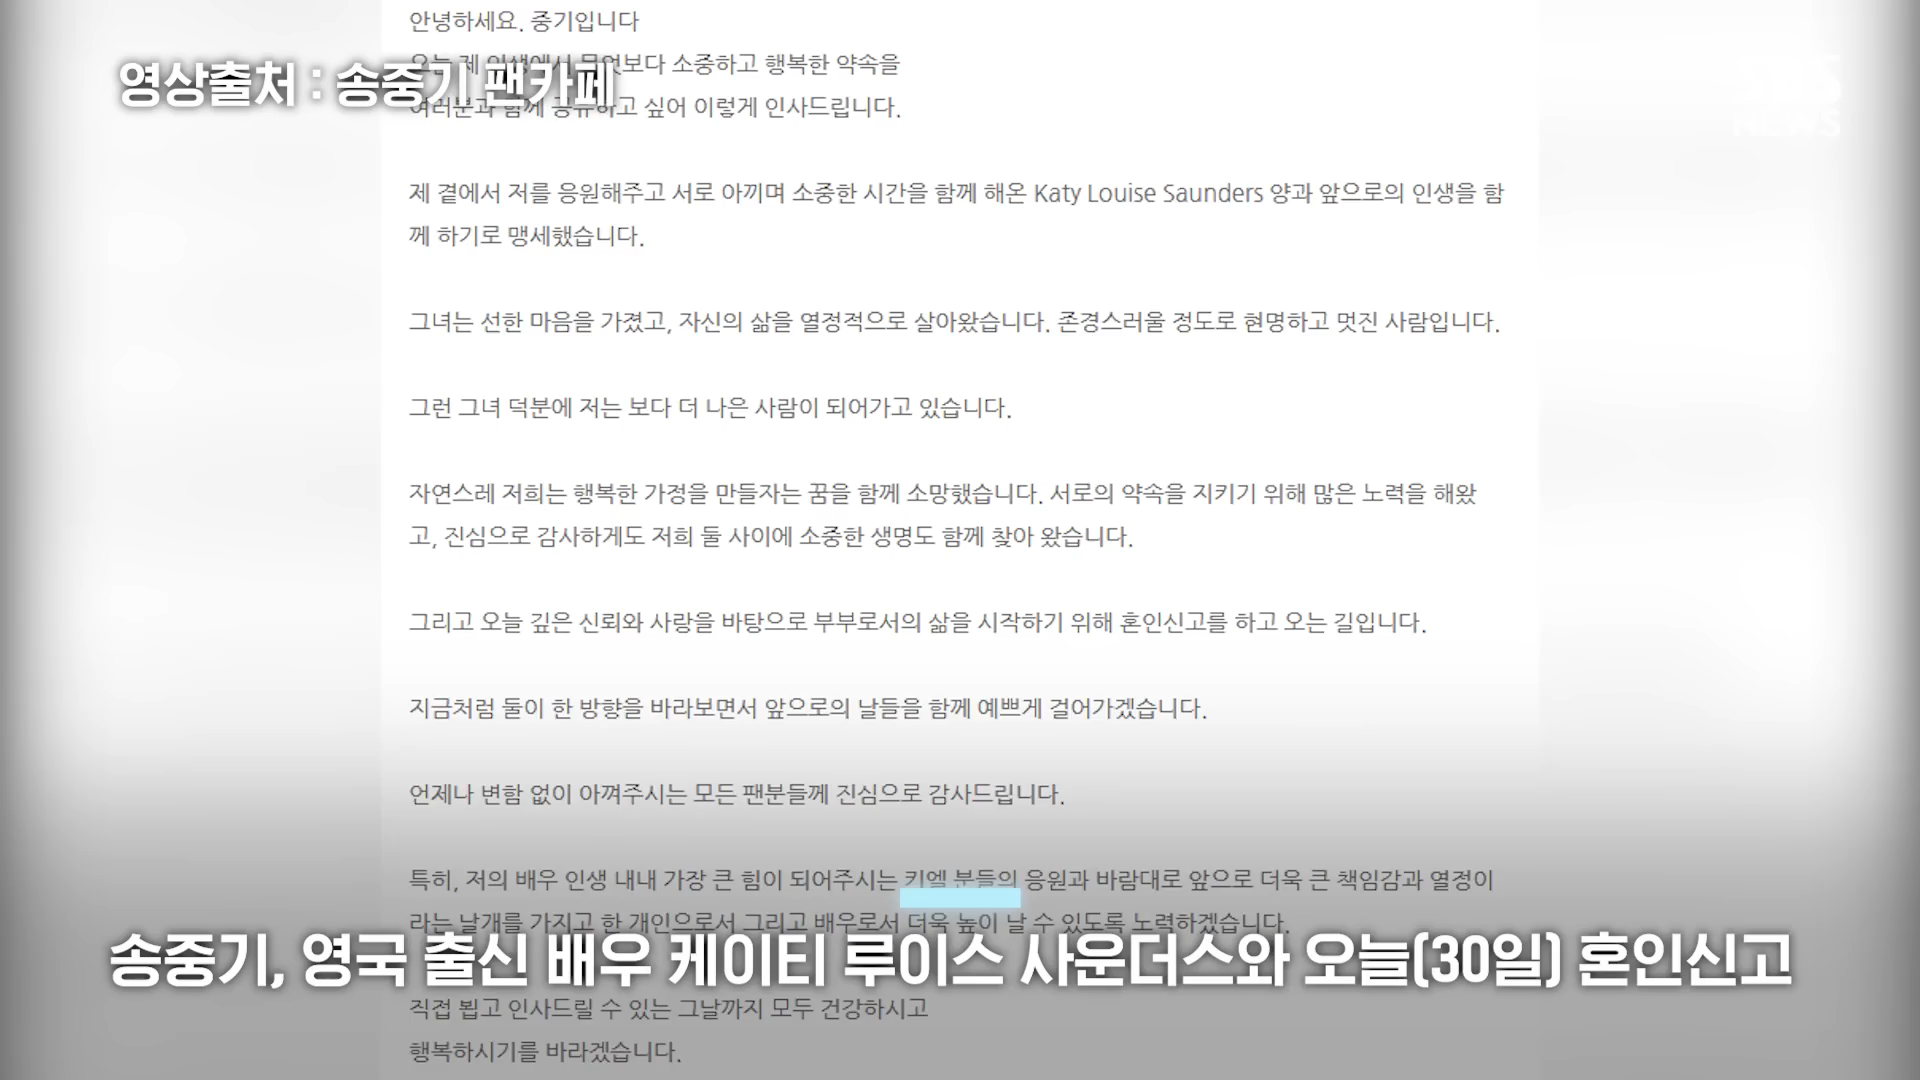 안녕하세요. 중기입니다
오늘 제 인생에서 무엇보다 소중하고 행복한 약속을
영상출처 : 송중기 팬카페
여러분과 함께 공유하고 싶어 이렇게 인사드립니다.
NEWS
제 곁에서 저를 응원해주고 서로 아끼며 소중한 시간을 함께 해온 Katy Louise Saunders 양과 앞으로의 인생을 함
께 하기로 맹세했습니다.
그녀는 선한 마음을 가졌고, 자신의 삶을 열정적으로 살아왔습니다. 존경스러울 정도로 현명하고 멋진 사람입니다.
그런 그녀 덕분에 저는 보다 더 나은 사람이 되어가고 있습니다.
자연스레 저희는 행복한 가정을 만들자는 꿈을 함께 소망했습니다. 서로의 약속을 지키기 위해 많은 노력을 해왔
고, 진심으로 감사하게도 저희 둘 사이에 소중한 생명도 함께 찾아 왔습니다.
그리고 오늘 깊은 신뢰와 사랑을 바탕으로 부부로서의 삶을 시작하기 위해 혼인신고를 하고 오는 길입니다.
지금처럼 둘이 한 방향을 바라보면서 앞으로의 날들을 함께 예쁘게 걸어가겠습니다.
언제나 변함 없이 아껴주시는 모든 팬분들께 진심으로 감사드립니다.
특히, 저의 배우 인생 내내 가장 큰 힘이 되어주시는 키엘 분들의 응원과 바람대로 앞으로 더욱 큰 책임감과 열정이
라는 날개를 가지고 한 개인으로서 그리고 배우로서 더욱 높이 날 수 있도록 노력하겠습니다.
송중기, 영국 출신 배우 케이티 루이스 사운더스와 오늘(30일) 혼인신고
직접 뵙고 인사드릴 수 있는 그날까지 모두 건강하시고
행복하시기를 바라겠습니다.